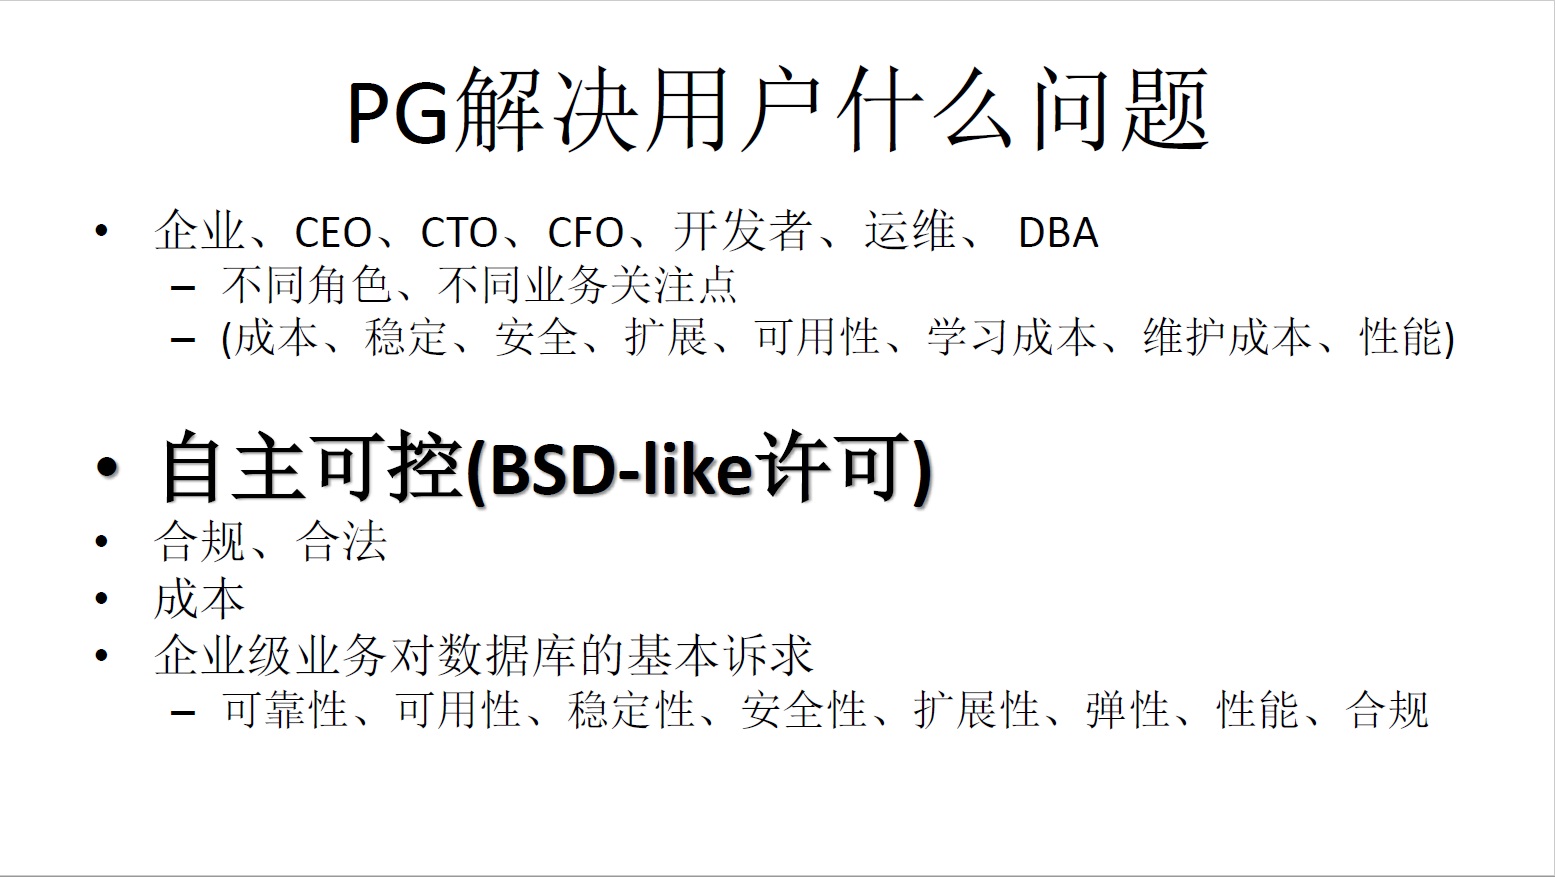 PG解决用户什么问题
• 企业、CEO、CTO、CFO、开发者、运维、 DBA
– 不同角色、不同业务关注点
– (成本、稳定、安全、扩展、可用性、学习成本、维护成本、性能)
• 自主可控(BSD-like许可)
• 合规、合法
• 成本
• 企业级业务对数据库的基本诉求
– 可靠性、可用性、稳定性、安全性、扩展性、弹性、性能、合规